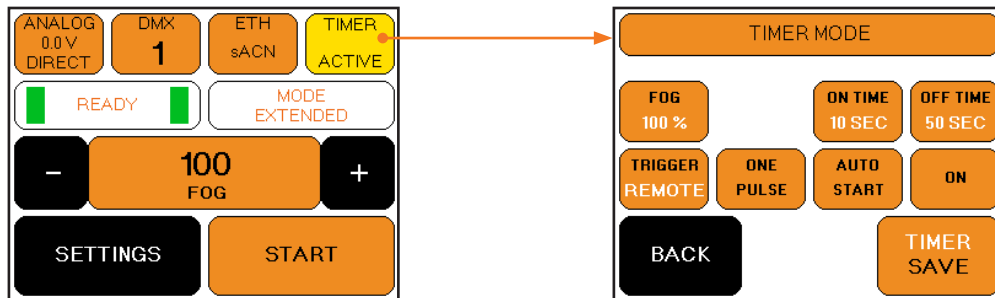 ANALOG
0.0 V
DIRECT
DMX
1
ETH
sACN
TIMER
ACTIVE
READY
MODE
EXTENDED
-
100
FOG
+
SETTINGS
START
TIMER MODE
FOG
100 %
ON TIME
10 SEC
OFF TIME
50 SEC
TRIGGER
REMOTE
ONE
PULSE
AUTO
START
ON
BACK
TIMER
SAVE